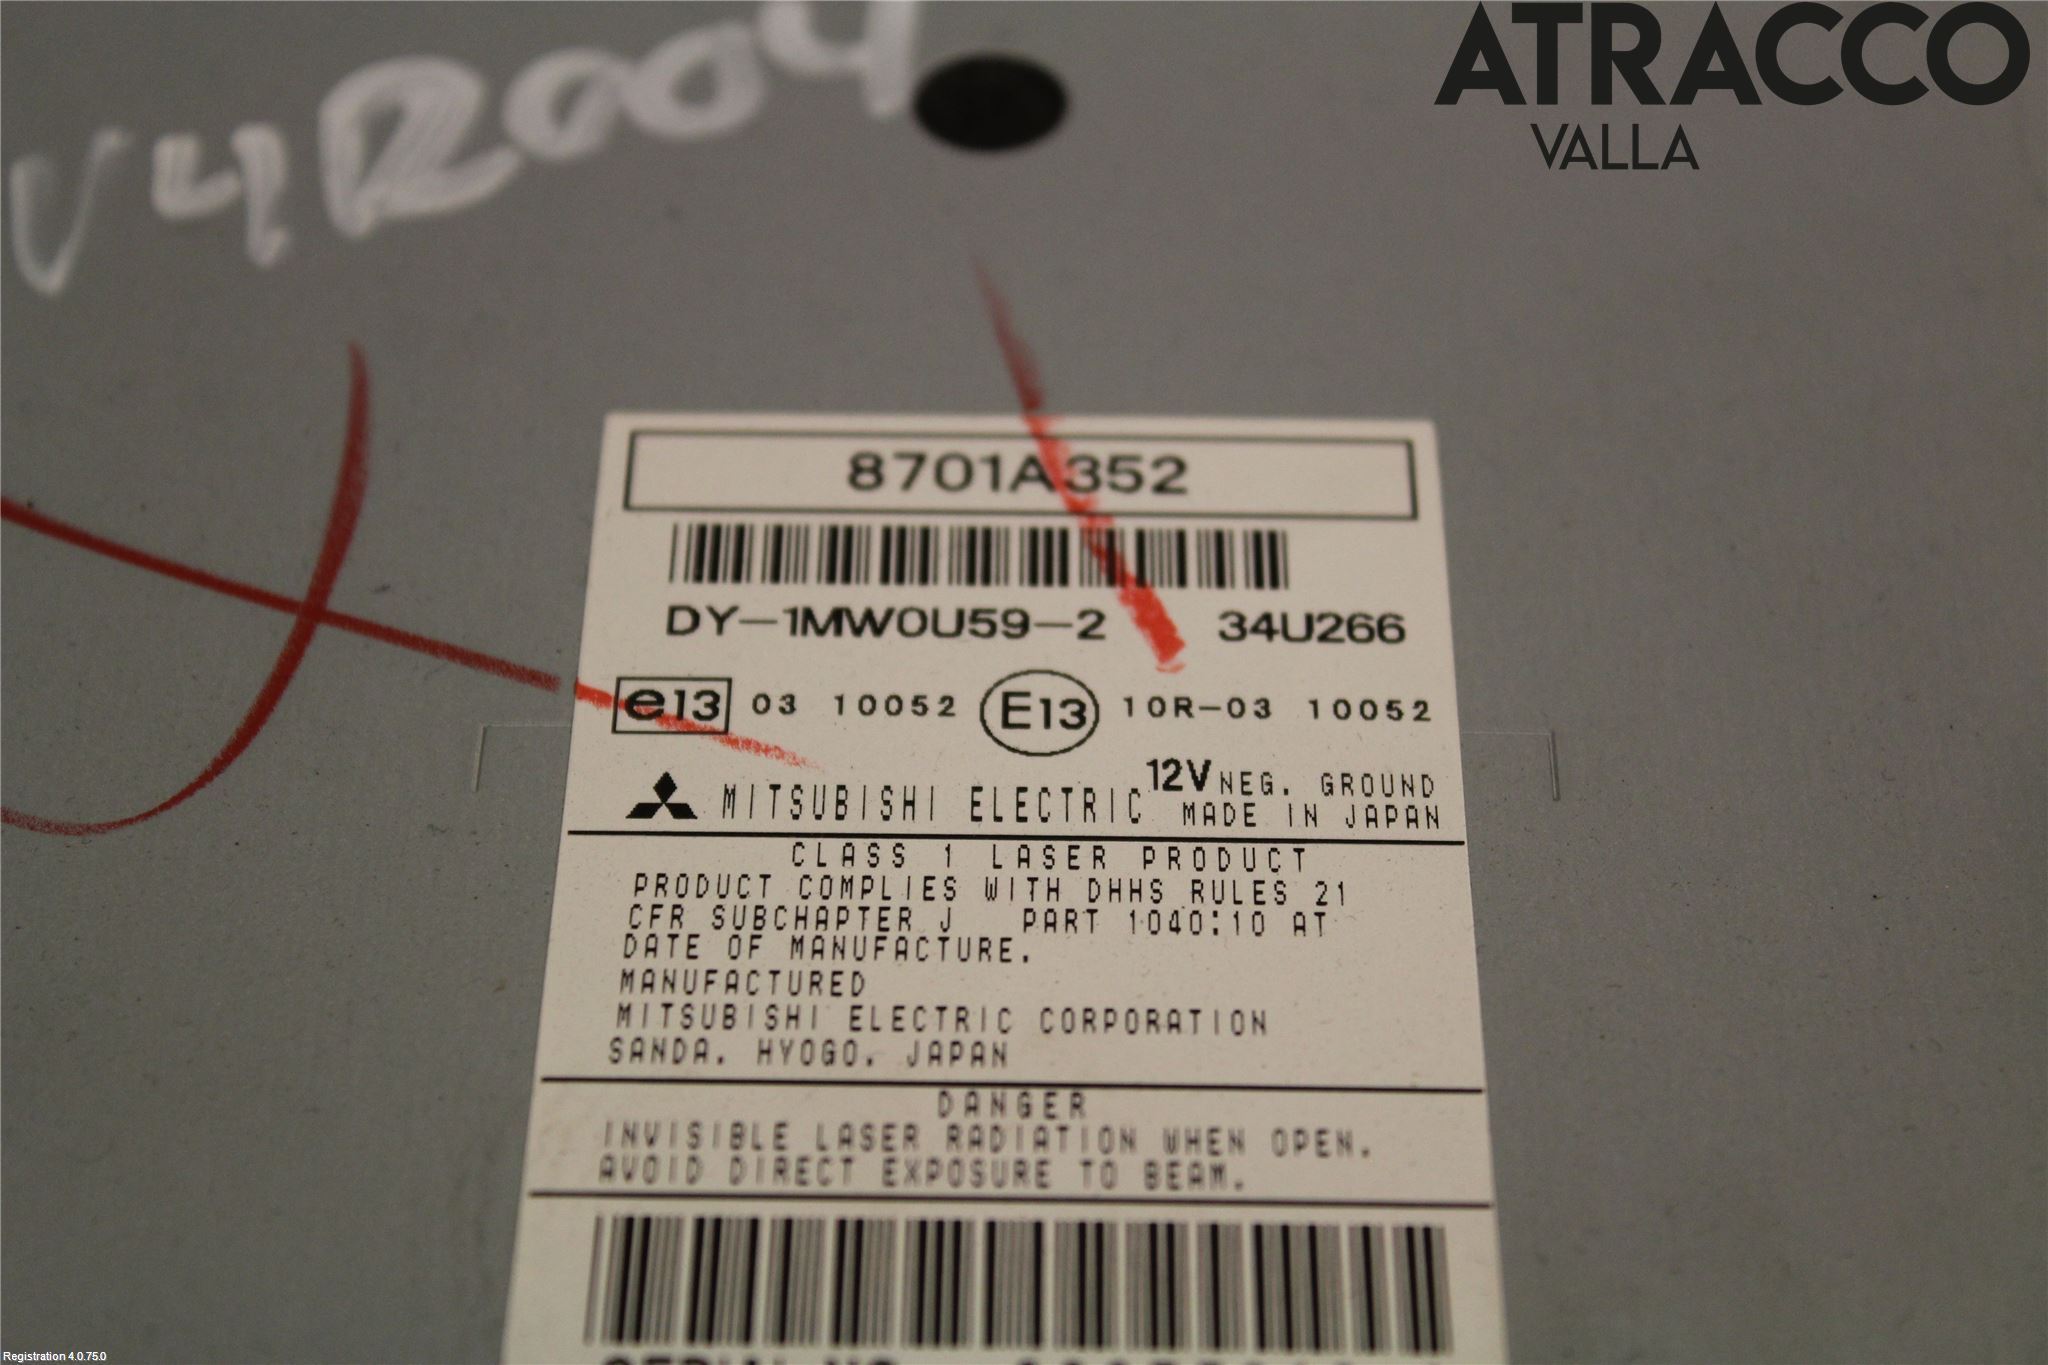 ATRACCO
VALLA
V4R004
8701A352
DY-1MW0U59-2 34U266
e13 03 10052 E13 10R-03 10052
MITSUBISHI ELECTRIC 12V NEG. GROUND
MADE IN JAPAN
CLASS 1 LASER PRODUCT
PRODUCT COMPLIES WITH DHHS RULES 21
CFR SUBCHAPTER J PART 1040:10 AT
DATE OF MANUFACTURE.
MANUFACTURED
MITSUBISHI ELECTRIC CORPORATION
SANDA. HYOGO. JAPAN
DANGER
INVISIBLE LASER RADIATION WHEN OPEN.
AVOID DIRECT EXPOSURE TO BEAM.
Registration 4.0.75.0